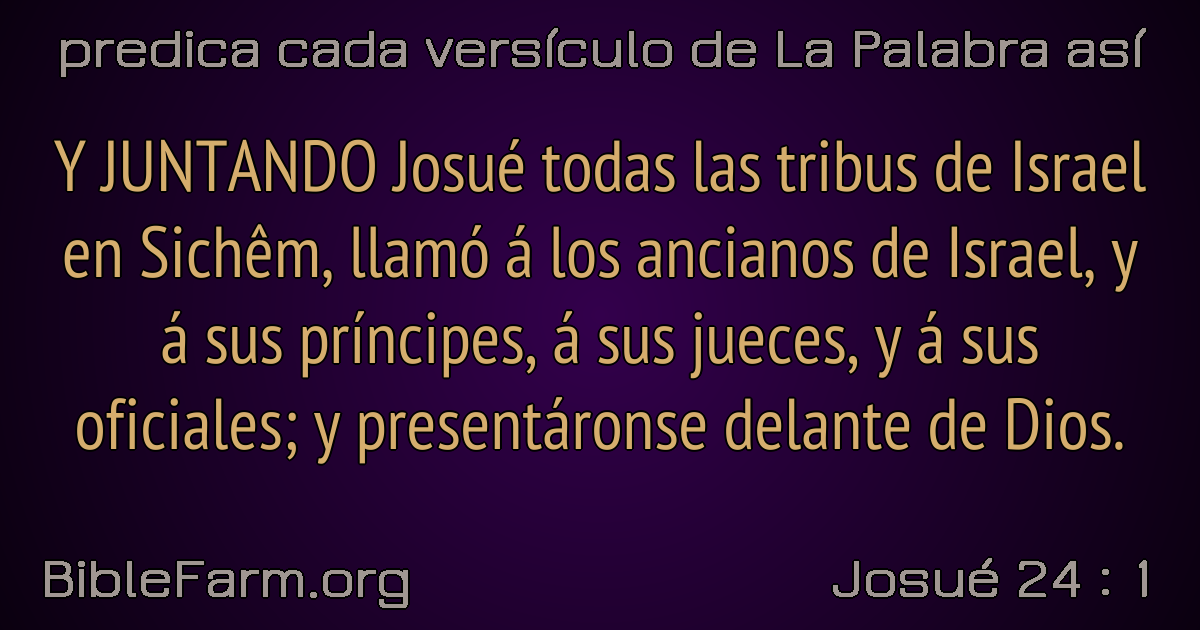 predica cada versículo de La Palabra así
Y JUNTANDO Josué todas las tribus de Israel
en Sichêm, llamó á los ancianos de Israel, y
á sus príncipes, á sus jueces, y á sus
oficiales; y presentáronse delante de Dios.
BibleFarm.org
Josué 24 : 1